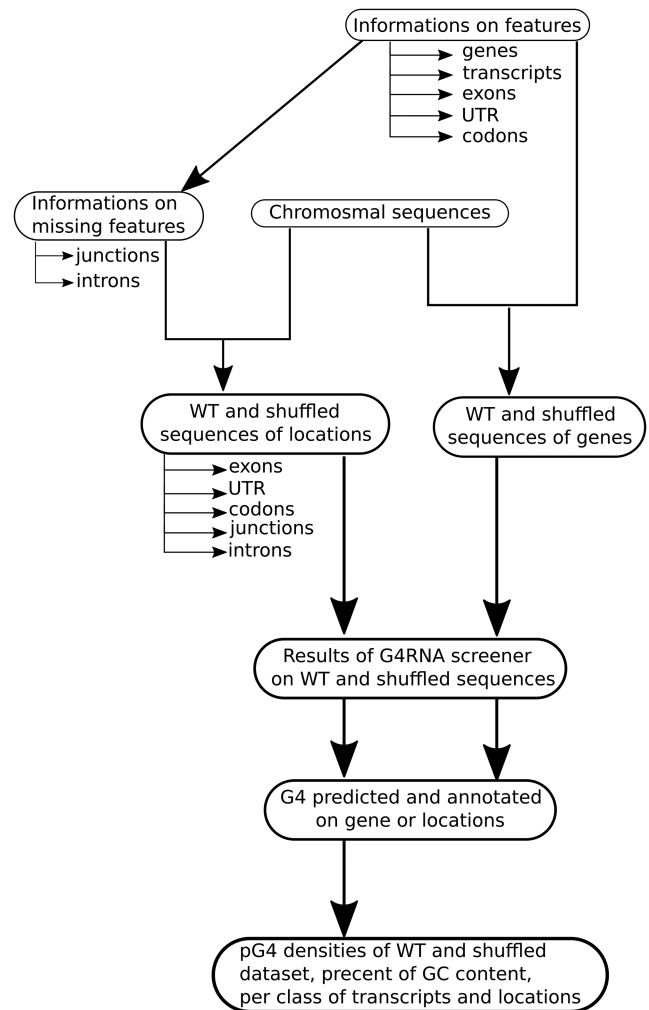 Informations on features
genes
transcripts
exons
UTR
codons
Informations on
missing features
junctions
introns
Chromosmal sequences
WT and shuffled
sequences of locations
exons
UTR
codons
junctions
introns
WT and shuffled
sequences of genes
Results of G4RNA screener
on WT and shuffled sequences
G4 predicted and annotated
on gene or locations
pG4 densities of WT and shuffled
dataset, precent of GC content,
per class of transcripts and locations